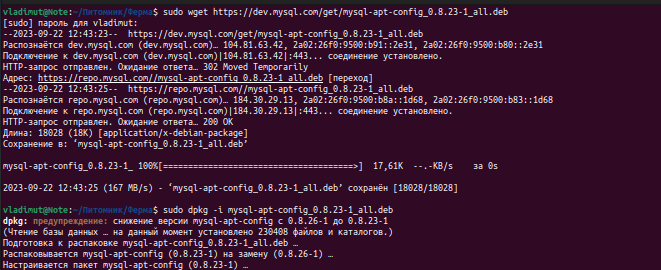 vladimut@Note:~/Питомник/Ферма$ sudo wget https://dev.mysql.com/get/mysql-apt-config_0.8.23-1_all.deb
[sudo] пароль для vladimut:
--2023-09-22 12:43:23--  https://dev.mysql.com/get/mysql-apt-config_0.8.23-1_all.deb
Распознаётся dev.mysql.com (dev.mysql.com)… 104.81.63.42, 2a02:26f0:9500:b91::2e31, 2a02:26f0:9500:b80::2e31
Подключение к dev.mysql.com (dev.mysql.com)|104.81.63.42|:443... соединение установлено.
HTTP-запрос отправлен. Ожидание ответа… 302 Moved Temporarily
Адрес: https://repo.mysql.com//mysql-apt-config_0.8.23-1_all.deb [переход]
--2023-09-22 12:43:25--  https://repo.mysql.com//mysql-apt-config_0.8.23-1_all.deb
Распознаётся repo.mysql.com (repo.mysql.com)… 184.30.29.13, 2a02:26f0:9500:b8a::1d68, 2a02:26f0:9500:b83::1d68
Подключение к repo.mysql.com (repo.mysql.com)|184.30.29.13|:443... соединение установлено.
HTTP-запрос отправлен. Ожидание ответа… 200 OK
Длина: 18028 (18K) [application/x-debian-package]
Сохранение в: ‘mysql-apt-config_0.8.23-1_all.deb’
mysql-apt-config_0.8.23-1_ 100%[======================================>]  17,61K  --.-KB/s    за 0s
2023-09-22 12:43:25 (167 MB/s) - ‘mysql-apt-config_0.8.23-1_all.deb’ сохранён [18028/18028]
vladimut@Note:~/Питомник/Ферма$ sudo dpkg -i mysql-apt-config_0.8.23-1_all.deb
dpkg: предупреждение: снижение версии mysql-apt-config с 0.8.26-1 до 0.8.23-1
(Чтение базы данных … на данный момент установлено 230408 файлов и каталогов.)
Подготовка к распаковке mysql-apt-config_0.8.23-1_all.deb …
Распаковывается mysql-apt-config (0.8.23-1) на замену (0.8.26-1) …
Настраивается пакет mysql-apt-config (0.8.23-1) …